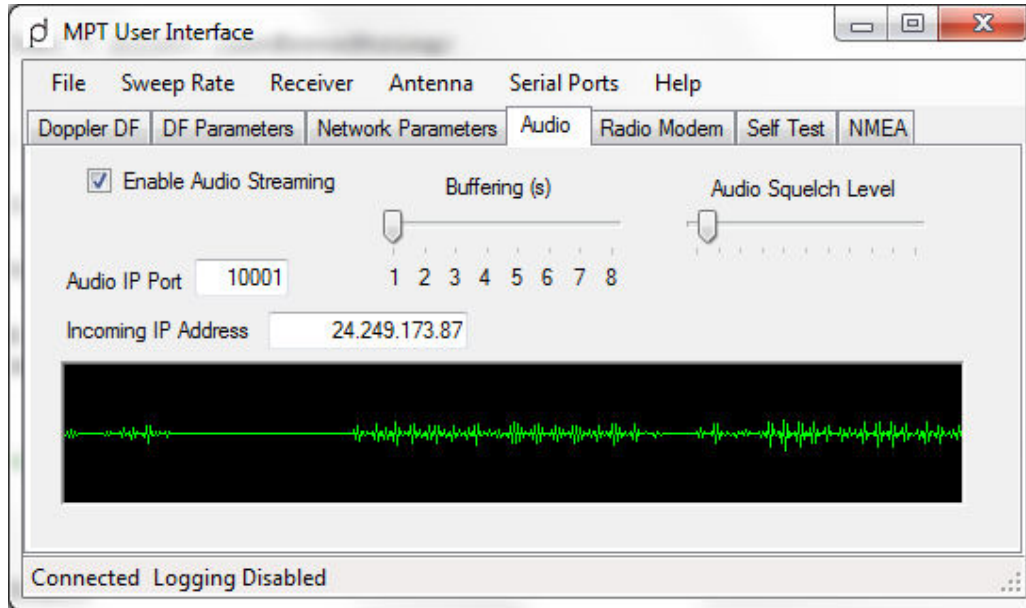 MPT User Interface
File Sweep Rate Receiver Antenna Serial Ports Help
Doppler DF DF Parameters Network Parameters Audio Radio Modem Self Test NMEA
Enable Audio Streaming
Buffering (s)
Audio Squelch Level
Audio IP Port 10001
1 2 3 4 5 6 7 8
Incoming IP Address 24.249.173.87
Connected Logging Disabled